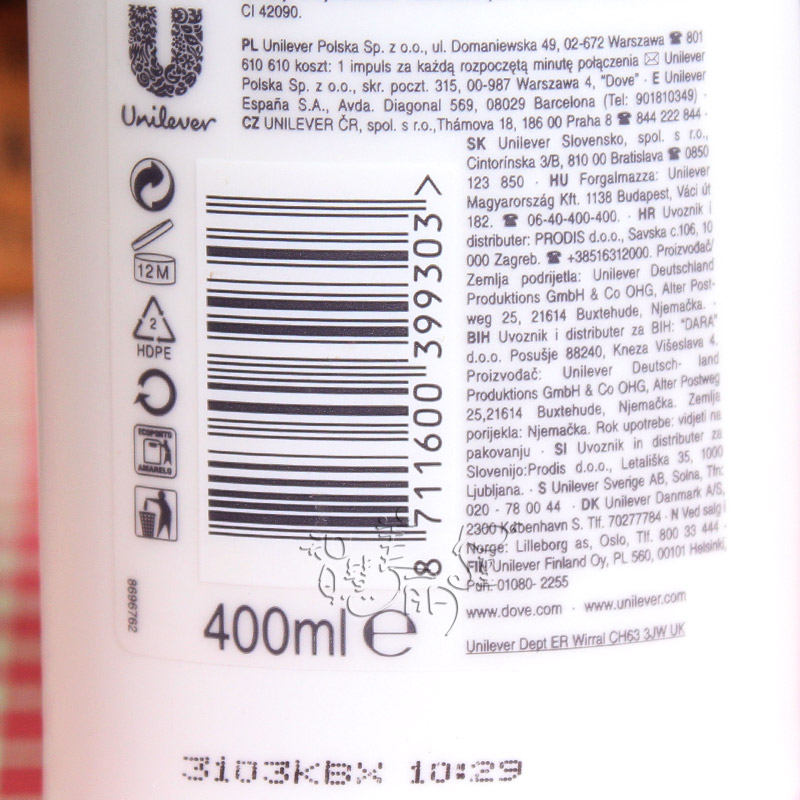 CI 42090.
PL Unilever Polska Sp. z o.o., ul. Domaniewska 49, 02-672 Warszawa ☎ 801
610 610 koszt: 1 impuls za każdą rozpoczętą minutę połączenia ✉ Unilever
Polska Sp. z o.o., skr. poczt. 315, 00-987 Warszawa 4, "Dove" · E Unilever
España S.A., Avda. Diagonal 569, 08029 Barcelona (Tel: 901810349) ·
CZ UNILEVER ČR, spol. s r.o.,Thámova 18, 186 00 Praha 8 ☎ 844 222 844 ·
SK Unilever Slovensko, spol. s r.o.,
Cintorínska 3/B, 810 00 Bratislava ☎ 0850
123 850 · HU Forgalmazza: Unilever
Magyarország Kft. 1138 Budapest, Váci út
182. ☎ 06-40-400-400. · HR Uvoznik i
distributer: PRODIS d.o.o., Savska c.106, 10
000 Zagreb. ☎ +38516312000. Proizvođač/
Zemlja podrijetla: Unilever Deutschland
Produktions GmbH & Co OHG, Alter Post-
weg 25, 21614 Buxtehude, Njemačka. ·
BIH Uvoznik i distributer za BIH: "DARA"
d.o.o. Posušje 88240, Kneza Višeslava 4.
Proizvođač: Unilever Deutsch- land
Produktions GmbH & Co OHG, Alter Postweg
25,21614 Buxtehude, Njemačka. Zemlja
porijekla: Njemačka. Rok upotrebe: vidjeti na
pakovanju · SI Uvoznik in distributer za
Slovenijo:Prodis d.o.o., Letališka 35, 1000
Ljubljana. · S Unilever Sverige AB, Solna, Tfn:
020 - 78 00 44 · DK Unilever Danmark A/S,
2300 København S. Tlf. 70277784 · N Ved salg i
Norge: Lilleborg as, Oslo, Tlf. 800 33 444 ·
FIN Unilever Finland Oy, PL 560, 00101 Helsinki,
Puh. 01080- 2255
www.dove.com · www.unilever.com
Unilever Dept ER Wirral CH63 3JW UK
Unilever
12M
2
HDPE
ECOPONTO
AMARELO
8696762
8 711600 399303 >
400ml ℮
3103KBX 10:29